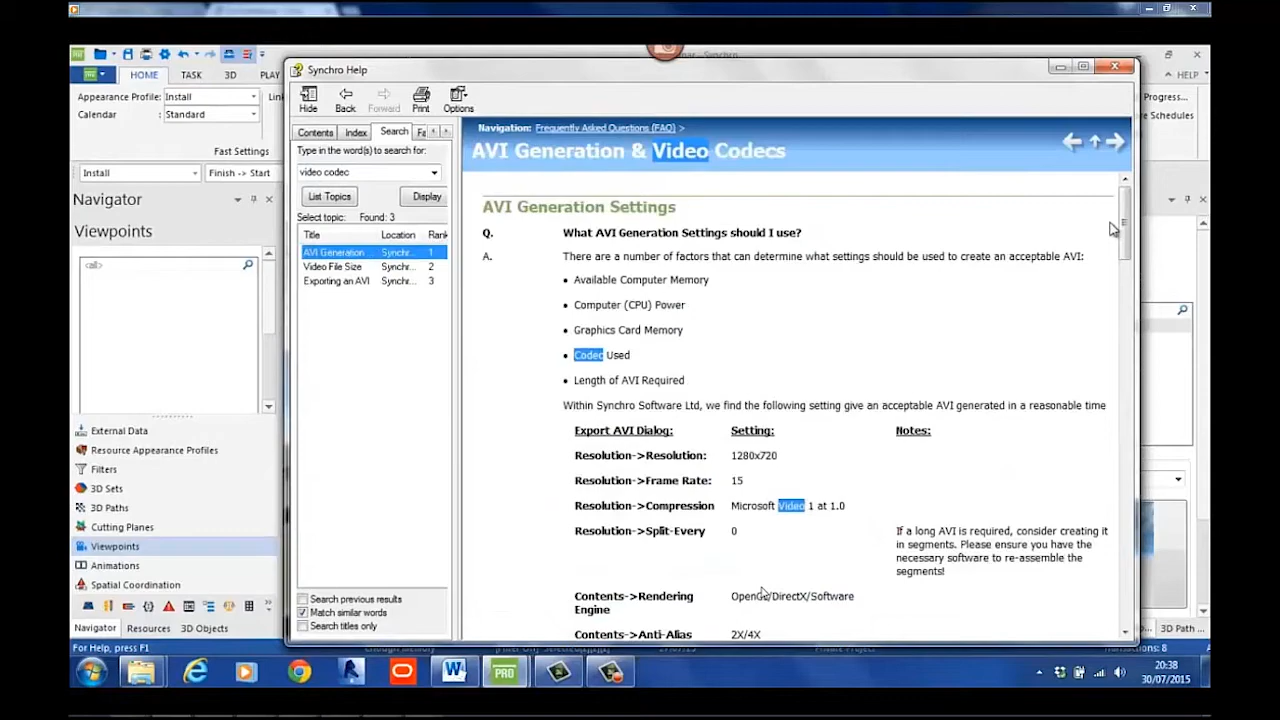 Synchro
HOME TASK 3D PLAY
HELP
Appearance Profile: Install
Calendar : Standard
Fast Settings
Progress...
e Schedules
Install Finish -> Start
Navigator
Viewpoints
<all>
External Data
Resource Appearance Profiles
Filters
3D Sets
3D Paths
Cutting Planes
Viewpoints
Animations
Spatial Coordination
Navigator Resources 3D Objects
For Help, press F1
Synchro Help
Hide Back Forward Print Options
Contents Index Search Fa
Type in the word(s) to search for:
video codec
List Topics Display
Select topic: Found: 3
Title Location Rank
AVI Generation Synchr... 1
Video File Size Synchr... 2
Exporting an AVI Synchr... 3
Search previous results
Match similar words
Search titles only
Navigation: Frequently Asked Questions (FAQ) >
AVI Generation & Video Codecs
AVI Generation Settings
Q. What AVI Generation Settings should I use?
A. There are a number of factors that can determine what settings should be used to create an acceptable AVI:
• Available Computer Memory
• Computer (CPU) Power
• Graphics Card Memory
• Codec Used
• Length of AVI Required
Within Synchro Software Ltd, we find the following setting give an acceptable AVI generated in a reasonable time
Export AVI Dialog: Setting: Notes:
Resolution->Resolution: 1280x720
Resolution->Frame Rate: 15
Resolution->Compression Microsoft Video 1 at 1.0
Resolution->Split-Every 0 If a long AVI is required, consider creating it
in segments. Please ensure you have the
necessary software to re-assemble the
segments!
Contents->Rendering OpenGL/DirectX/Software
Engine
Contents->Anti-Alias 2X/4X
3D Path ...
PRO
20:38
30/07/2015